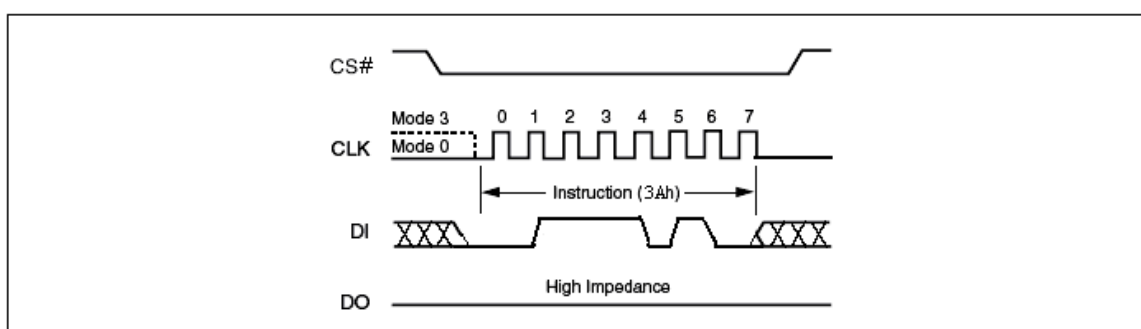 CS#
Mode 3
0 1 2 3 4 5 6 7
CLK
Mode 0
Instruction (3Ah)
DI
High Impedance
DO